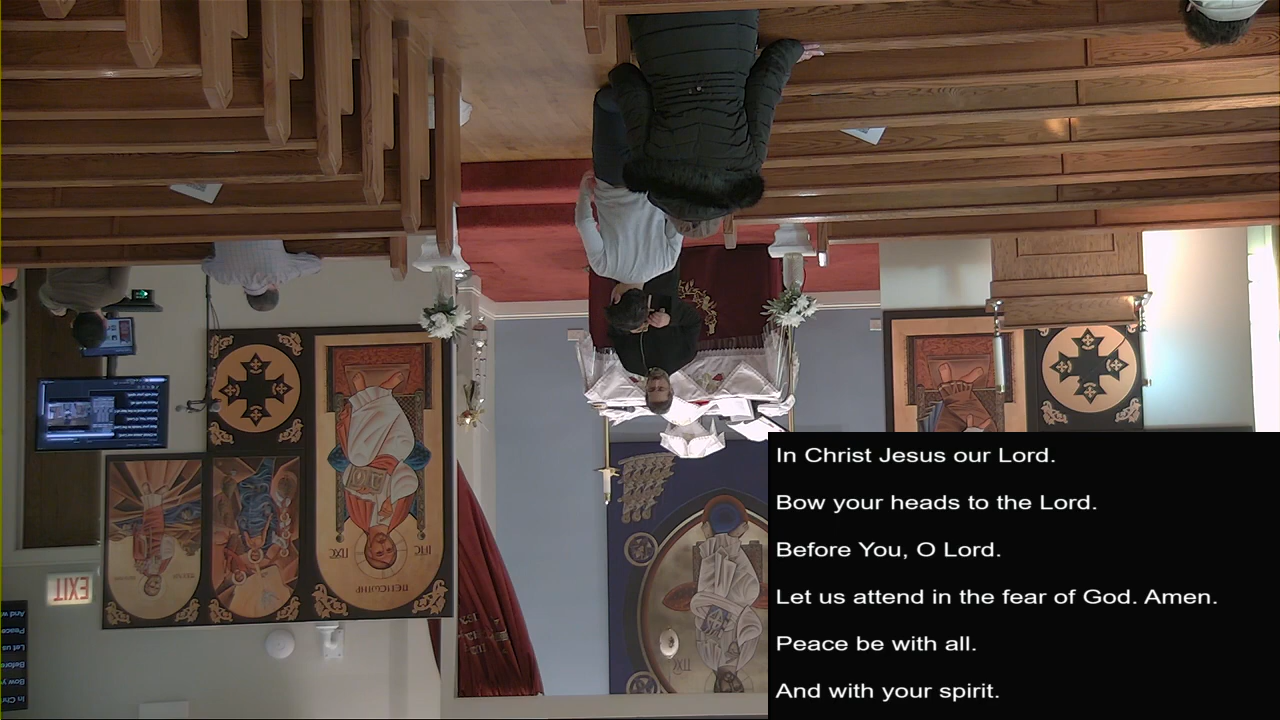 In Christ Jesus our Lord.
Bow your heads to the Lord.
Before You, O Lord.
Let us attend in the fear of God. Amen.
Peace be with all.
And with your spirit.
EXIT